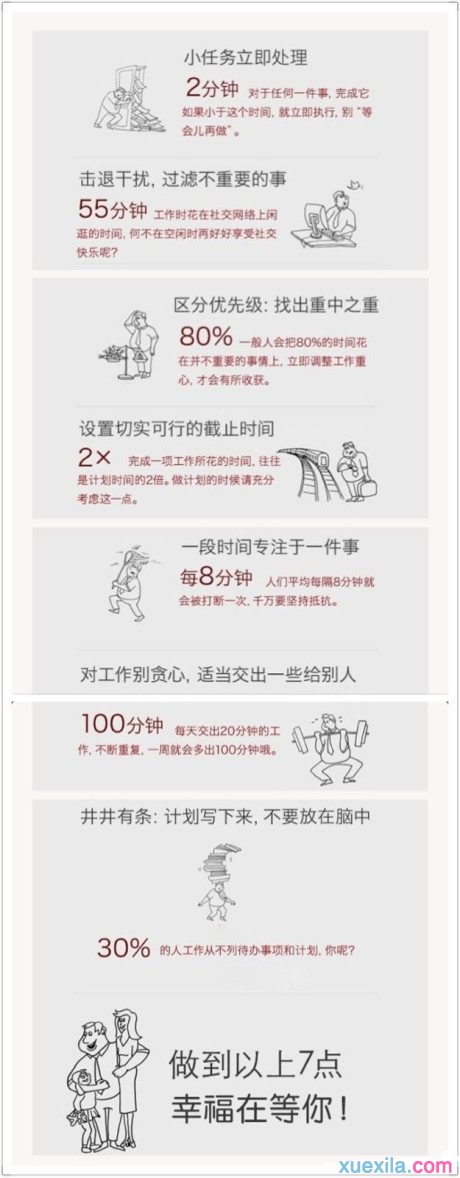 小任务立即处理
2分钟 对于任何一件事, 完成它
如果小于这个时间, 就立即执行, 别“等
会儿再做”。
击退干扰, 过滤不重要的事
55分钟 工作时花在社交网络上闲
逛的时间, 何不在空闲时再好好享受社交
快乐呢?
区分优先级: 找出重中之重
80% 一般人会把80%的时间花
在并不重要的事情上, 立即调整工作重
心, 才会有所收获。
设置切实可行的截止时间
2× 完成一项工作所花的时间, 往往
是计划时间的2倍。做计划的时候请充分
考虑这一点。
一段时间专注于一件事
每8分钟 人们平均每隔8分钟就
会被打断一次, 千万要坚持抵抗。
对工作别贪心, 适当交出一些给别人
100分钟 每天交出20分钟的工
作, 不断重复, 一周就会多出100分钟哦。
井井有条: 计划写下来, 不要放在脑中
30% 的人工作从不列待办事项和计划, 你呢?
做到以上7点
幸福在等你!
xuexila.com